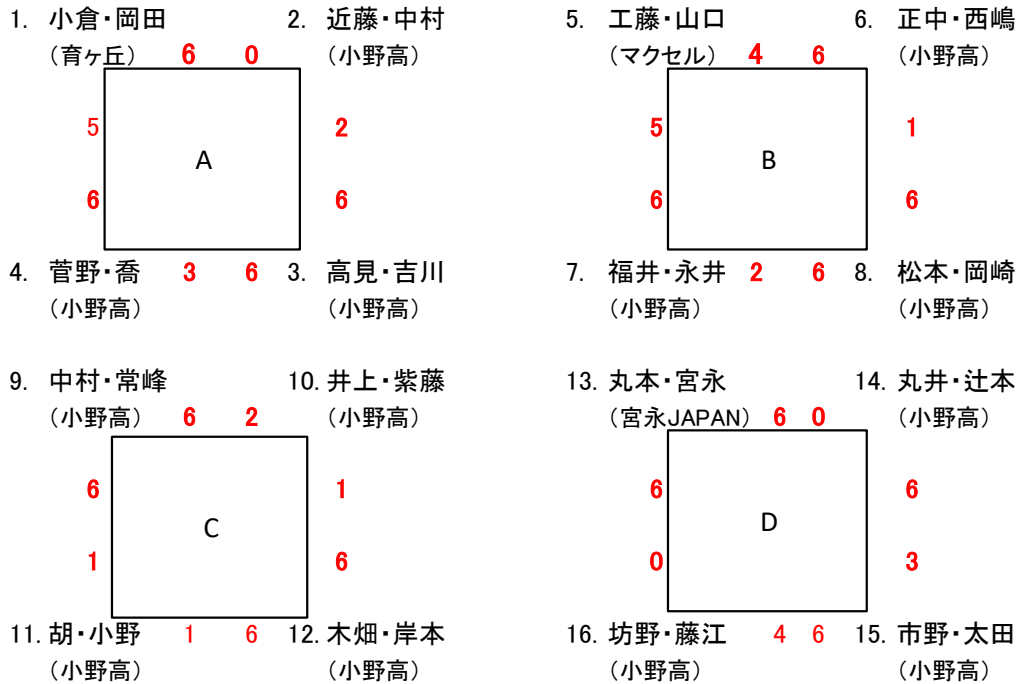 1. 小倉・岡田 2. 近藤・中村 5. 工藤・山口 6. 正中・西嶋
（育ヶ丘） 6 0 （小野高） （マクセル） 4 6 （小野高）
5 2 5 1
A B
6 6 6 6
4. 菅野・喬 3 6 3. 高見・吉川 7. 福井・永井 2 6 8. 松本・岡崎
（小野高） （小野高） （小野高） （小野高）
9. 中村・常峰 10. 井上・紫藤 13. 丸本・宮永 14. 丸井・辻本
（小野高） 6 2 （小野高） （宮永JAPAN） 6 0 （小野高）
6 1 6 6
C D
1 6 0 3
11. 胡・小野 1 6 12. 木畑・岸本 16. 坊野・藤江 4 6 15. 市野・太田
（小野高） （小野高） （小野高） （小野高）